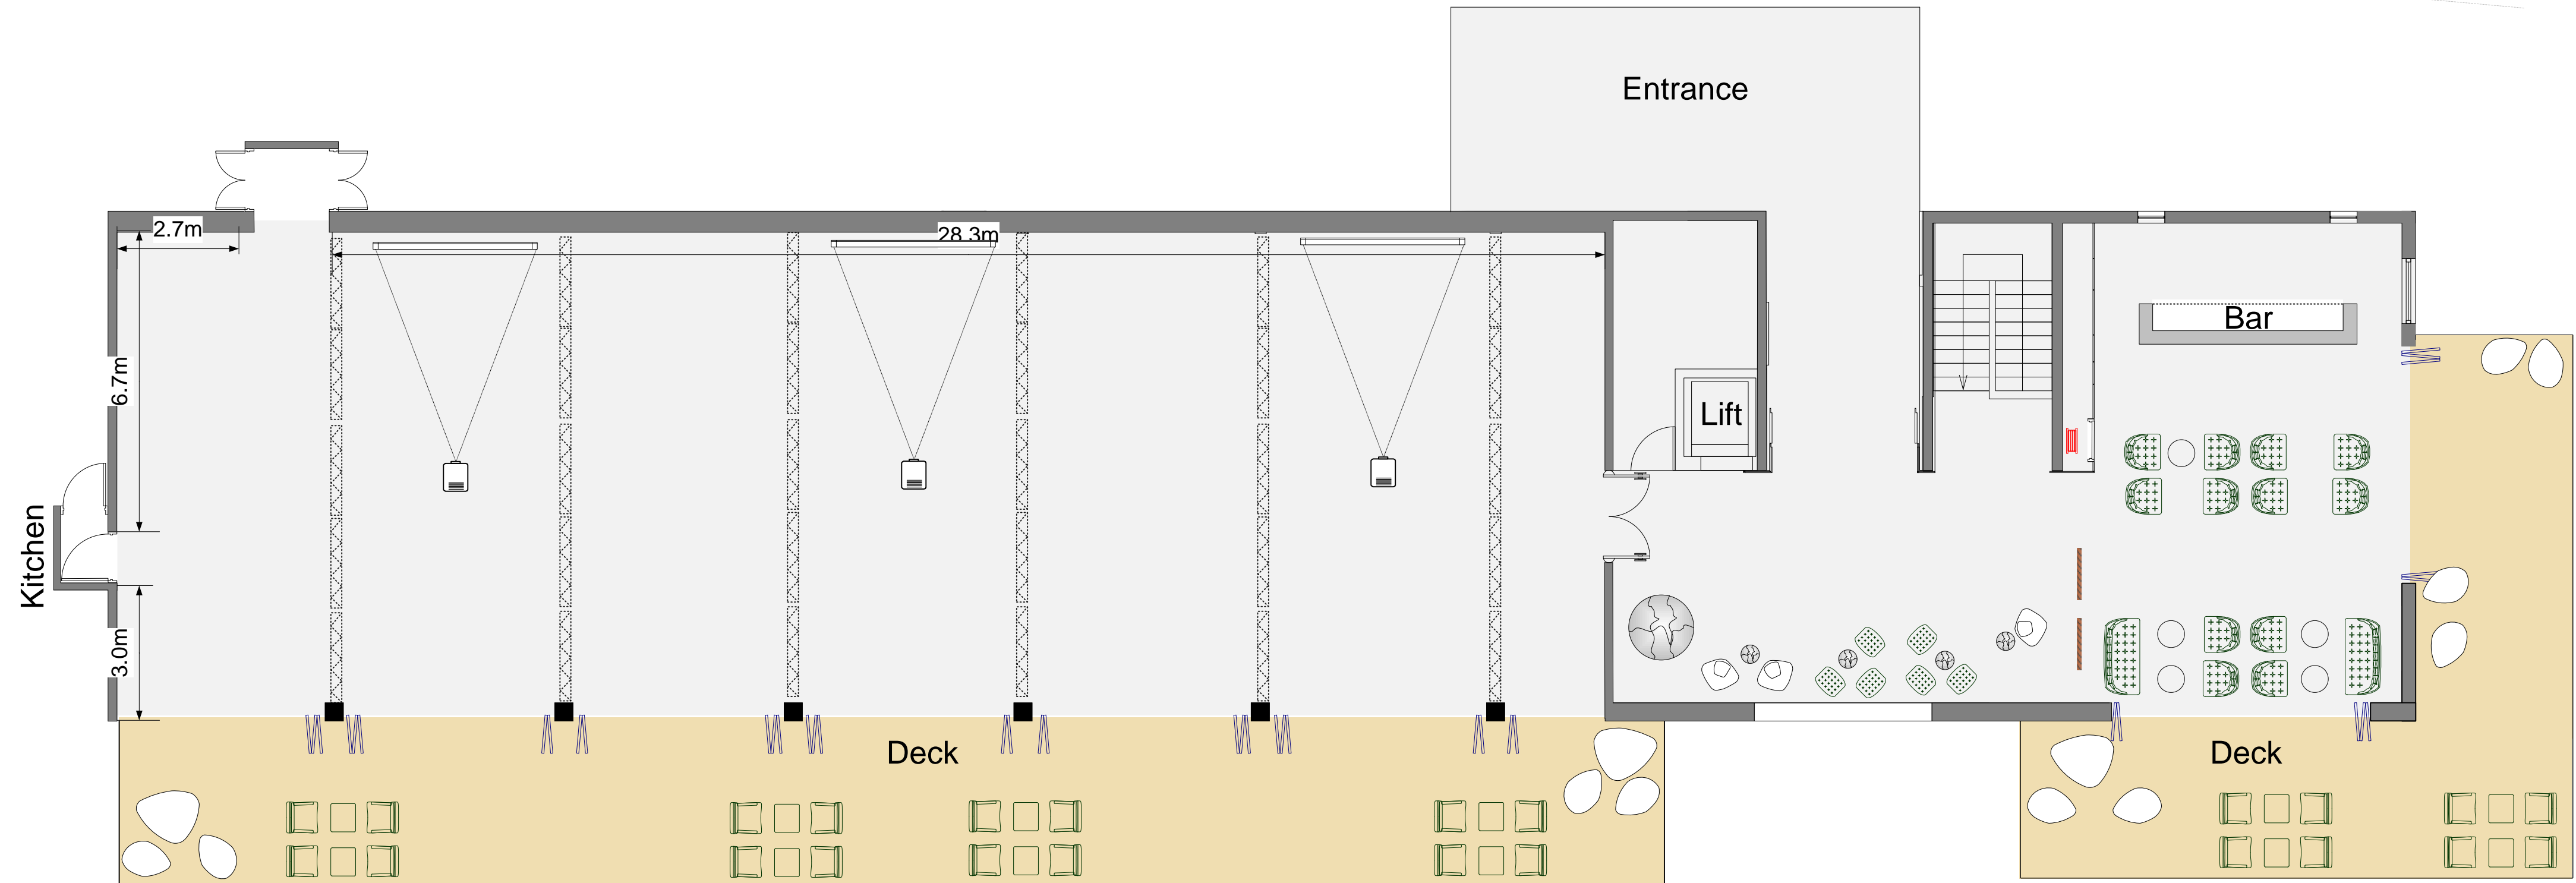 Entrance
2.7m
28.3m
Bar
6.7m
Lift
Kitchen
3.0m
Deck
Deck